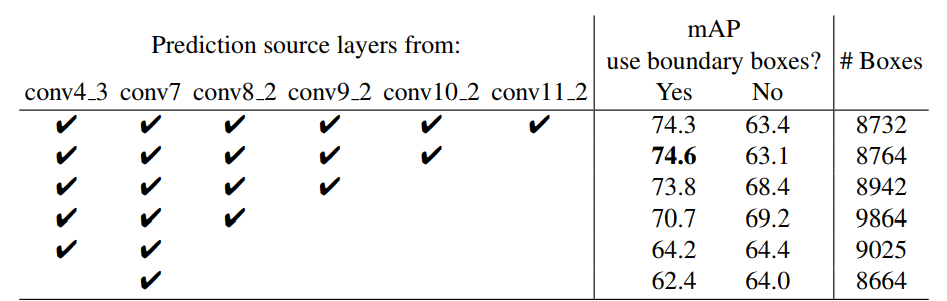 Prediction source layers from: mAP
use boundary boxes? # Boxes
conv4_3 conv7 conv8_2 conv9_2 conv10_2 conv11_2 Yes No
✔ ✔ ✔ ✔ ✔ ✔ 74.3 63.4 8732
✔ ✔ ✔ ✔ ✔ 74.6 63.1 8764
✔ ✔ ✔ ✔ 73.8 68.4 8942
✔ ✔ ✔ 70.7 69.2 9864
✔ ✔ 64.2 64.4 9025
✔ 62.4 64.0 8664